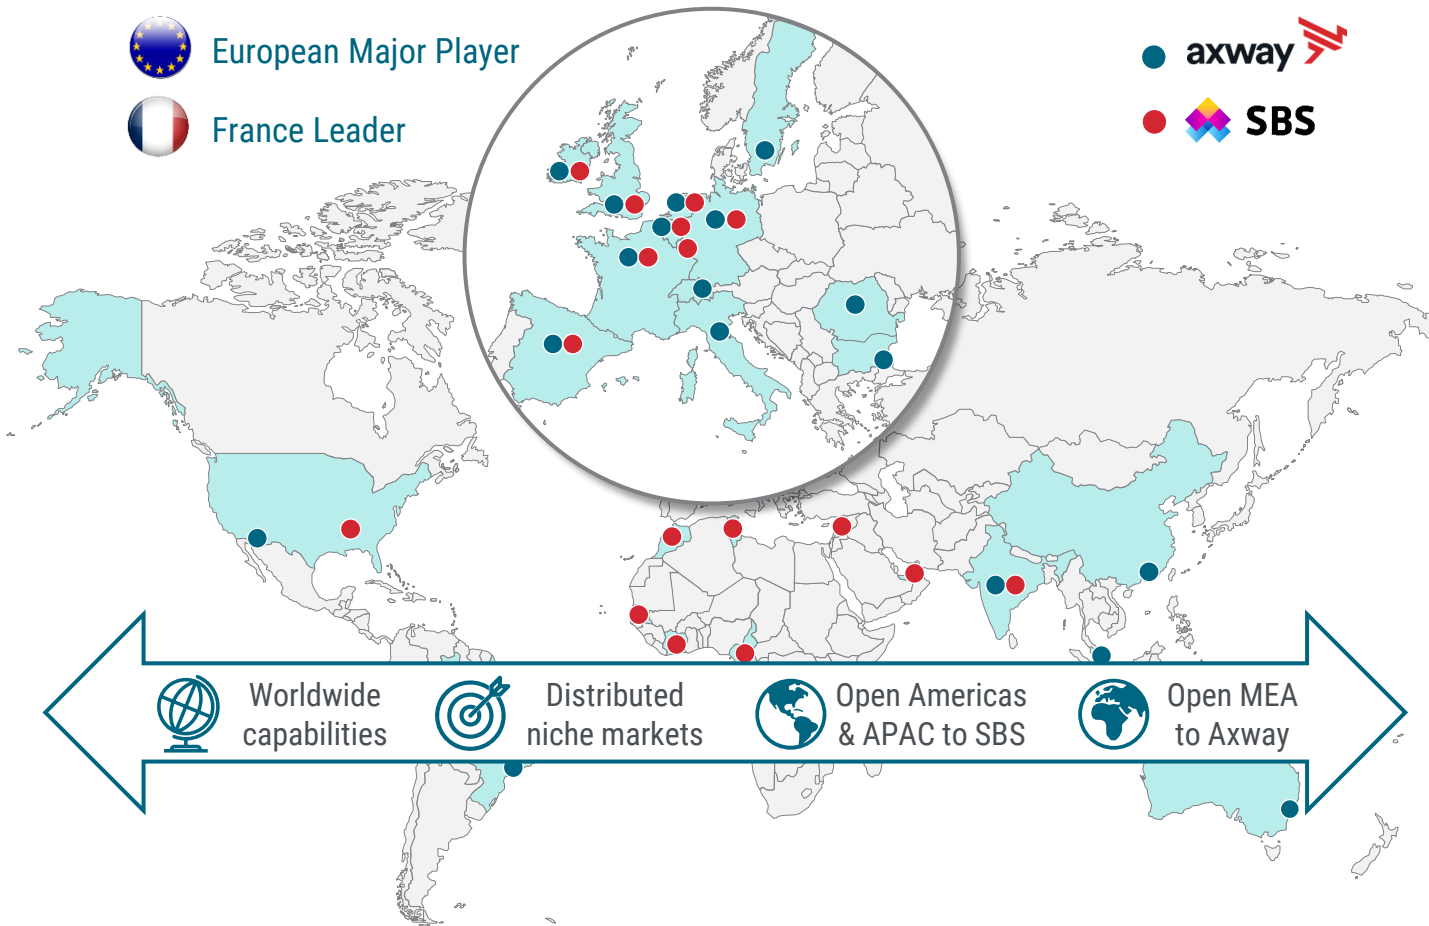 European Major Player
France Leader
axway
SBS
Worldwide
capabilities
Distributed
niche markets
Open Americas
& APAC to SBS
Open MEA
to Axway